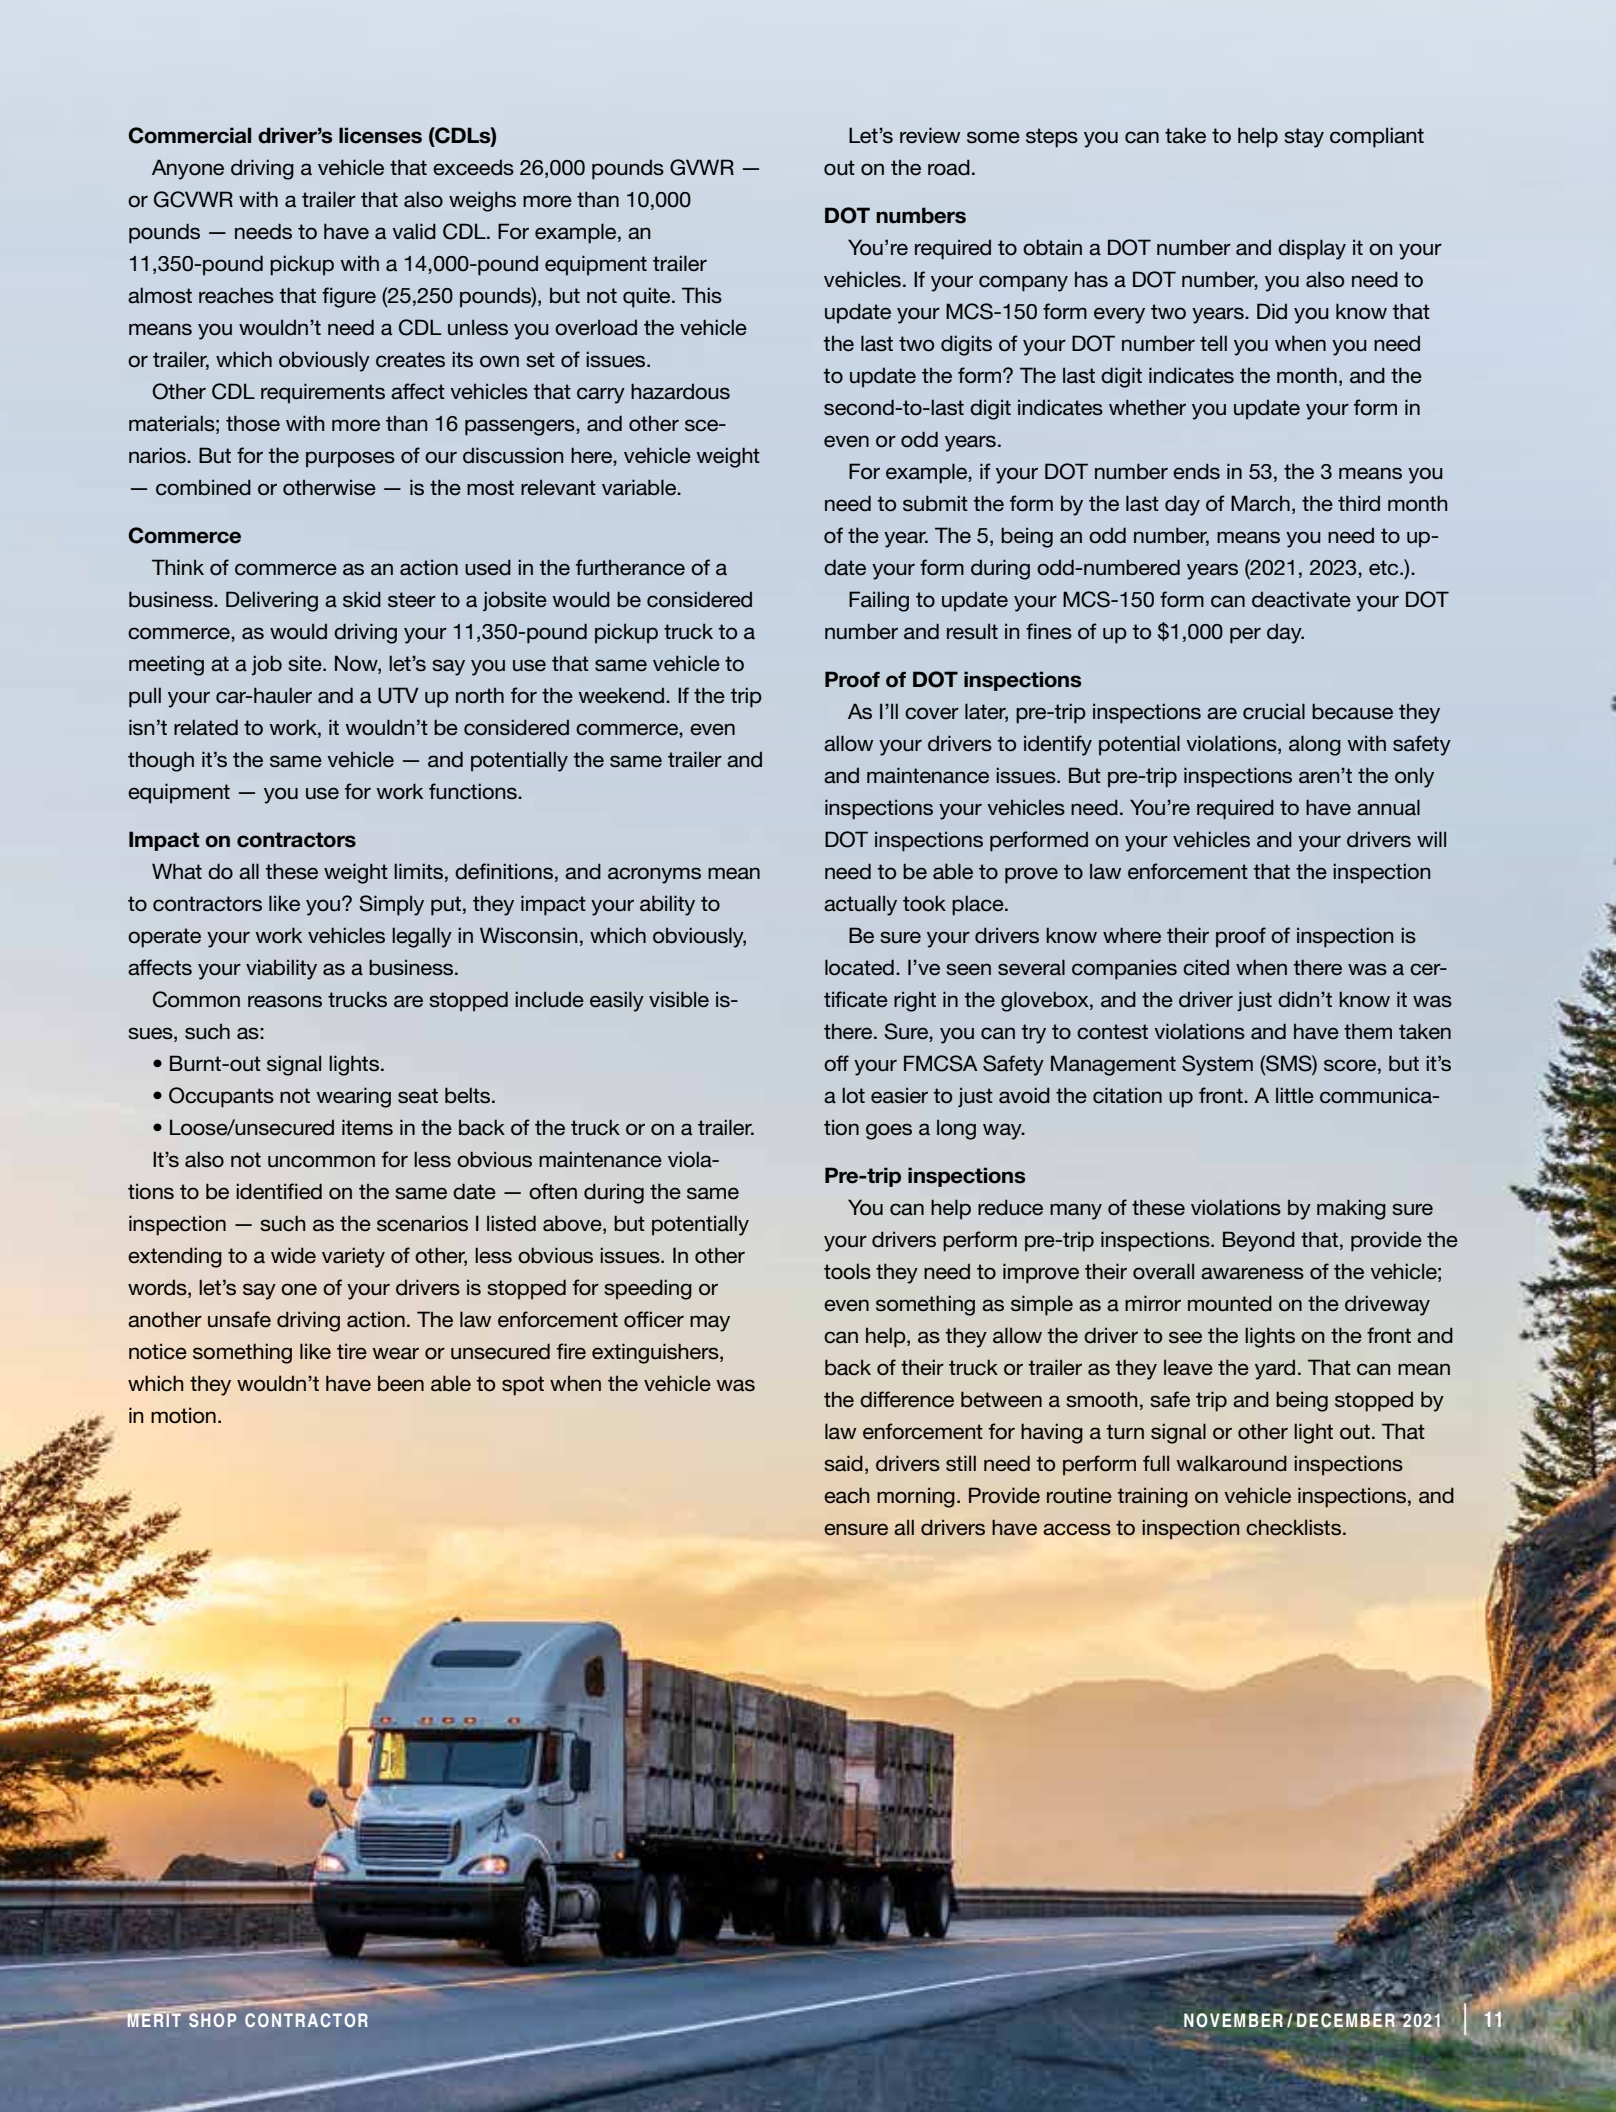 Commercial driver’s licenses (CDLs)
Anyone driving a vehicle that exceeds 26,000 pounds GVWR —
or GCVWR with a trailer that also weighs more than 10,000
pounds — needs to have a valid CDL. For example, an
11,350-pound pickup with a 14,000-pound equipment trailer
almost reaches that figure (25,250 pounds), but not quite. This
means you wouldn’t need a CDL unless you overload the vehicle
or trailer, which obviously creates its own set of issues.
Other CDL requirements affect vehicles that carry hazardous
materials; those with more than 16 passengers, and other sce-
narios. But for the purposes of our discussion here, vehicle weight
— combined or otherwise — is the most relevant variable.
Commerce
Think of commerce as an action used in the furtherance of a
business. Delivering a skid steer to a jobsite would be considered
commerce, as would driving your 11,350-pound pickup truck to a
meeting at a job site. Now, let’s say you use that same vehicle to
pull your car-hauler and a UTV up north for the weekend. If the trip
isn’t related to work, it wouldn’t be considered commerce, even
though it’s the same vehicle — and potentially the same trailer and
equipment — you use for work functions.
Impact on contractors
What do all these weight limits, definitions, and acronyms mean
to contractors like you? Simply put, they impact your ability to
operate your work vehicles legally in Wisconsin, which obviously,
affects your viability as a business.
Common reasons trucks are stopped include easily visible is-
sues, such as:
• Burnt-out signal lights.
• Occupants not wearing seat belts.
• Loose/unsecured items in the back of the truck or on a trailer.
It’s also not uncommon for less obvious maintenance viola-
tions to be identified on the same date — often during the same
inspection — such as the scenarios I listed above, but potentially
extending to a wide variety of other, less obvious issues. In other
words, let’s say one of your drivers is stopped for speeding or
another unsafe driving action. The law enforcement officer may
notice something like tire wear or unsecured fire extinguishers,
which they wouldn’t have been able to spot when the vehicle was
in motion.
Let’s review some steps you can take to help stay compliant
out on the road.
DOT numbers
You’re required to obtain a DOT number and display it on your
vehicles. If your company has a DOT number, you also need to
update your MCS-150 form every two years. Did you know that
the last two digits of your DOT number tell you when you need
to update the form? The last digit indicates the month, and the
second-to-last digit indicates whether you update your form in
even or odd years.
For example, if your DOT number ends in 53, the 3 means you
need to submit the form by the last day of March, the third month
of the year. The 5, being an odd number, means you need to up-
date your form during odd-numbered years (2021, 2023, etc.).
Failing to update your MCS-150 form can deactivate your DOT
number and result in fines of up to $1,000 per day.
Proof of DOT inspections
As I’ll cover later, pre-trip inspections are crucial because they
allow your drivers to identify potential violations, along with safety
and maintenance issues. But pre-trip inspections aren’t the only
inspections your vehicles need. You’re required to have annual
DOT inspections performed on your vehicles and your drivers will
need to be able to prove to law enforcement that the inspection
actually took place.
Be sure your drivers know where their proof of inspection is
located. I’ve seen several companies cited when there was a cer-
tificate right in the glovebox, and the driver just didn’t know it was
there. Sure, you can try to contest violations and have them taken
off your FMCSA Safety Management System (SMS) score, but it’s
a lot easier to just avoid the citation up front. A little communica-
tion goes a long way.
Pre-trip inspections
You can help reduce many of these violations by making sure
your drivers perform pre-trip inspections. Beyond that, provide the
tools they need to improve their overall awareness of the vehicle;
even something as simple as a mirror mounted on the driveway
can help, as they allow the driver to see the lights on the front and
back of their truck or trailer as they leave the yard. That can mean
the difference between a smooth, safe trip and being stopped by
law enforcement for having a turn signal or other light out. That
said, drivers still need to perform full walkaround inspections
each morning. Provide routine training on vehicle inspections, and
ensure all drivers have access to inspection checklists.
MERIT SHOP CONTRACTOR
NOVEMBER/DECEMBER 2021 | 11